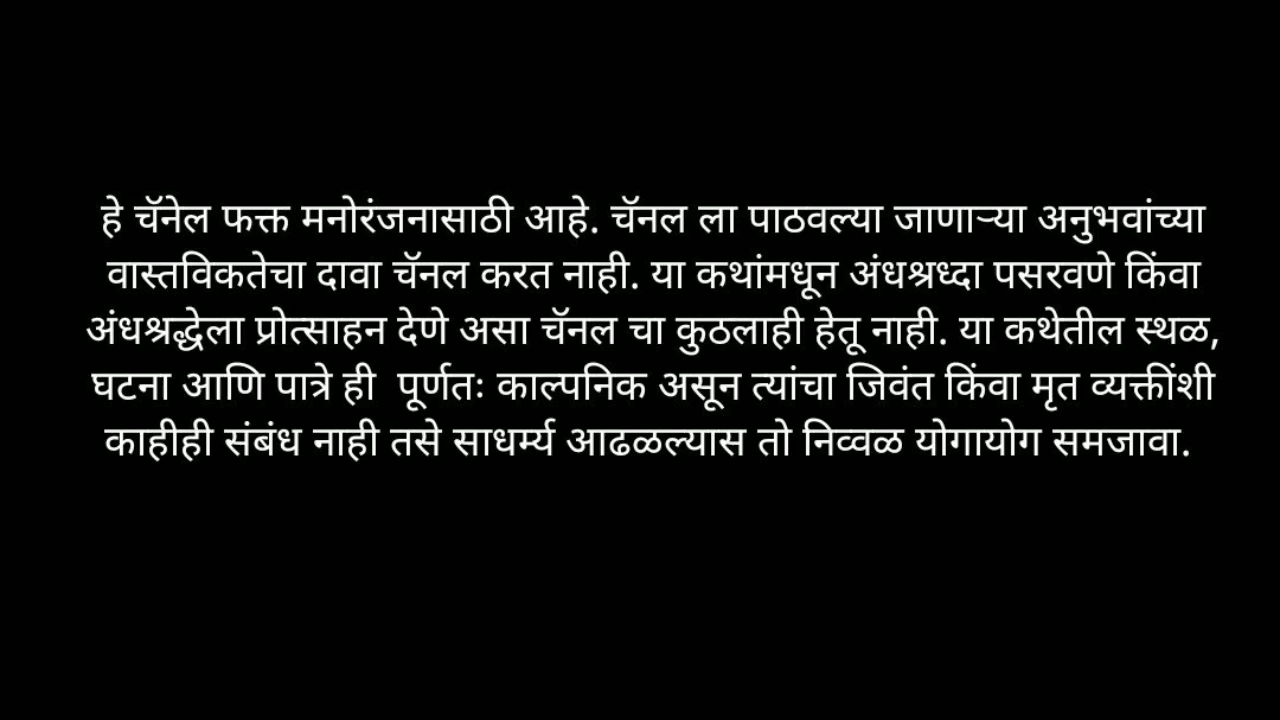 हे चॅनेल फक्त मनोरंजनासाठी आहे. चॅनल ला पाठवल्या जाणाऱ्या अनुभवांच्या
वास्तविकतेचा दावा चॅनल करत नाही. या कथांमधून अंधश्रध्दा पसरवणे किंवा
अंधश्रद्धेला प्रोत्साहन देणे असा चॅनल चा कुठलाही हेतू नाही. या कथेतील स्थळ,
घटना आणि पात्रे ही  पूर्णतः काल्पनिक असून त्यांचा जिवंत किंवा मृत व्यक्तींशी
काहीही संबंध नाही तसे साधर्म्य आढळल्यास तो निव्वळ योगायोग समजावा.